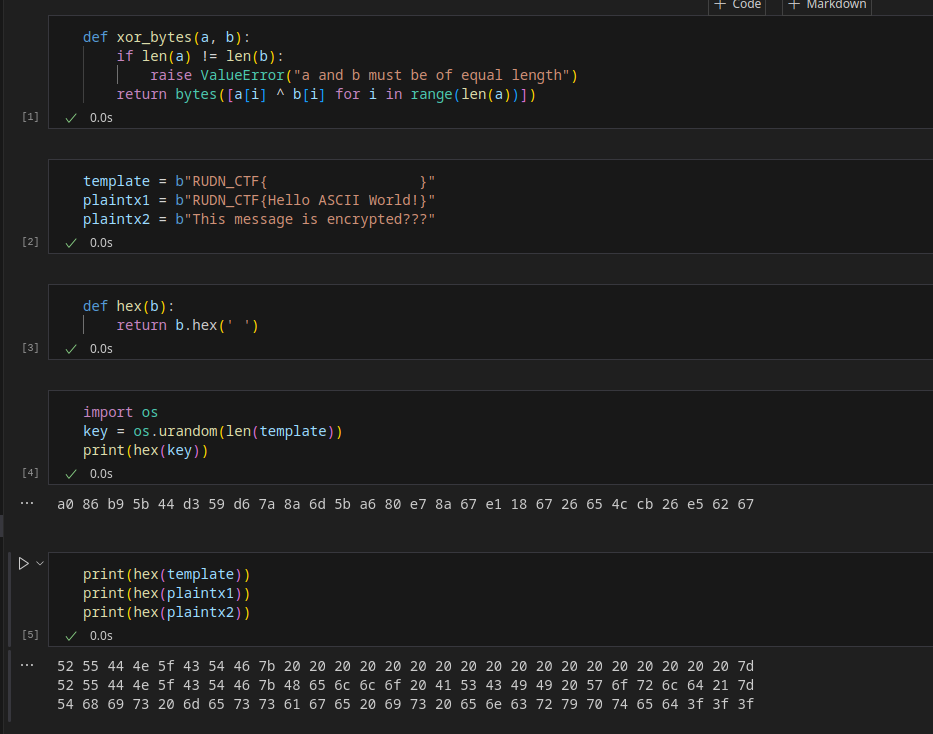 + Code + Markdown
def xor_bytes(a, b):
    if len(a) != len(b):
        raise ValueError("a and b must be of equal length")
    return bytes([a[i] ^ b[i] for i in range(len(a))])
[1] ✓ 0.0s
template = b"RUDN_CTF{                  }"
plaintx1 = b"RUDN_CTF{Hello ASCII World!}"
plaintx2 = b"This message is encrypted???"
[2] ✓ 0.0s
def hex(b):
    return b.hex(' ')
[3] ✓ 0.0s
import os
key = os.urandom(len(template))
print(hex(key))
[4] ✓ 0.0s
... a0 86 b9 5b 44 d3 59 d6 7a 8a 6d 5b a6 80 e7 8a 67 e1 18 67 26 65 4c cb 26 e5 62 67
print(hex(template))
print(hex(plaintx1))
print(hex(plaintx2))
[5] ✓ 0.0s
... 52 55 44 4e 5f 43 54 46 7b 20 20 20 20 20 20 20 20 20 20 20 20 20 20 20 20 20 20 7d
52 55 44 4e 5f 43 54 46 7b 48 65 6c 6c 6f 20 41 53 43 49 49 20 57 6f 72 6c 64 21 7d
54 68 69 73 20 6d 65 73 73 61 67 65 20 69 73 20 65 6e 63 72 79 70 74 65 64 3f 3f 3f